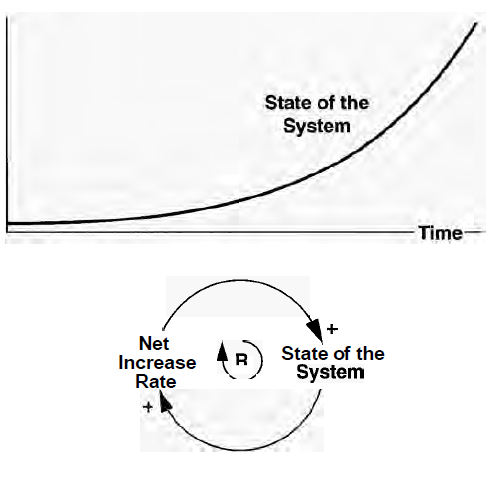 State of the
System
Time
+
Net
Increase
Rate
R
State of the
System
+